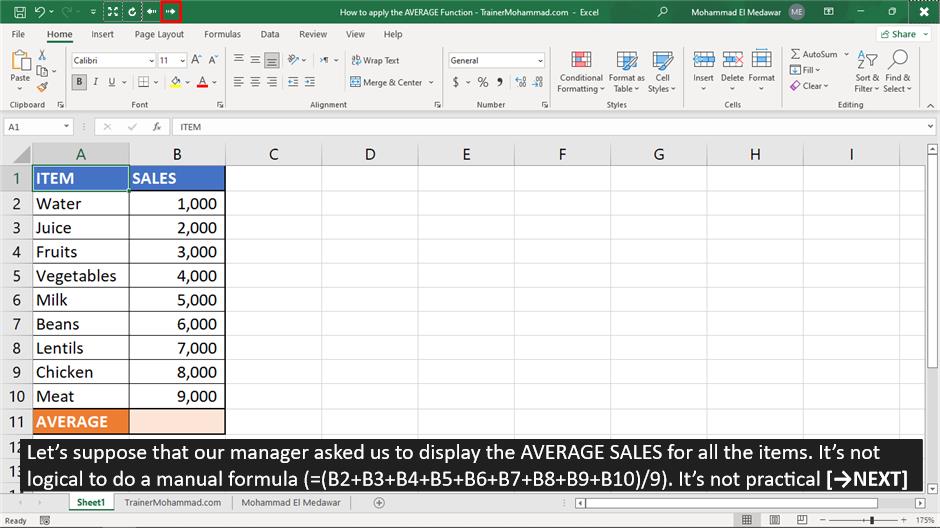 How to apply the AVERAGE Function - TrainerMohammad.com - Excel
Mohammad El Medawar ME
File Home Insert Page Layout Formulas Data Review View Help Share
Calibri 11 Wrap Text General AutoSum
Paste Merge & Center Conditional Formatting Format as Table Cell Styles Insert Delete Format Fill Clear Sort & Filter Find & Select
Clipboard Font Alignment Number Styles Cells Editing
A1 fx ITEM
A B C D E F G H I
1 ITEM SALES
2 Water 1,000
3 Juice 2,000
4 Fruits 3,000
5 Vegetables 4,000
6 Milk 5,000
7 Beans 6,000
8 Lentils 7,000
9 Chicken 8,000
10 Meat 9,000
11 AVERAGE
Let's suppose that our manager asked us to display the AVERAGE SALES for all the items. It's not
logical to do a manual formula (=(B2+B3+B4+B5+B6+B7+B8+B9+B10)/9). It's not practical [→NEXT]
Sheet1 TrainerMohammad.com Mohammad El Medawar
Ready 175%